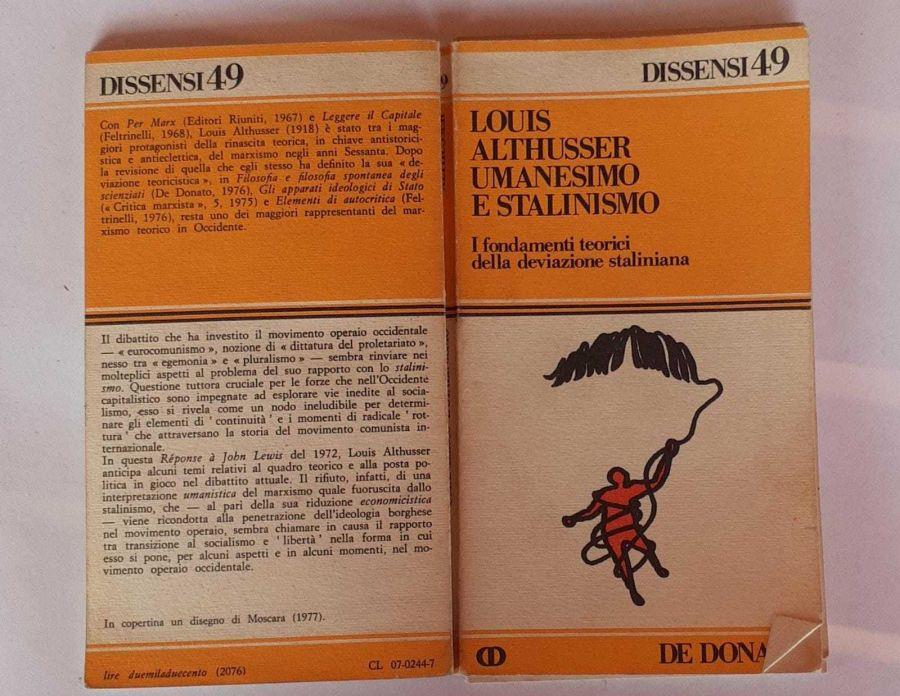 DISSENSI 49
Con Per Marx (Editori Riuniti, 1967) e Leggere il Capitale
(Feltrinelli, 1968), Louis Althusser (1918) è stato tra i mag-
giori protagonisti della rinascita teorica, in chiave antistorici-
stica e antieclettica, del marxismo negli anni Sessanta. Dopo
la revisione di quella che egli stesso ha definito la sua « de-
viazione teoricistica », in Filosofia e filosofia spontanea degli
scienziati (De Donato, 1976), Gli apparati ideologici di Stato
(« Critica marxista », 5, 1975) e Elementi di autocritica (Fel-
trinelli, 1976), resta uno dei maggiori rappresentanti del mar-
xismo teorico in Occidente.
Il dibattito che ha investito il movimento operaio occidentale
— « eurocomunismo », nozione di « dittatura del proletariato »,
nesso tra « egemonia » e « pluralismo » — sembra rinviare nei
molteplici aspetti al problema del suo rapporto con lo stalini-
smo. Questione tuttora cruciale per le forze che nell'Occidente
capitalistico sono impegnate ad esplorare vie inedite al socia-
lismo, esso si rivela come un nodo ineludibile per determi-
nare gli elementi di ' continuità ' e i momenti di radicale ' rot-
tura ' che attraversano la storia del movimento comunista in-
ternazionale.
In questa Réponse à John Lewis del 1972, Louis Althusser
anticipa alcuni temi relativi al quadro teorico e alla posta po-
litica in gioco nel dibattito attuale. Il rifiuto, infatti, di una
interpretazione umanistica del marxismo quale fuoruscita dallo
stalinismo, che — al pari della sua riduzione economicistica
— viene ricondotta alla penetrazione dell'ideologia borghese
nel movimento operaio, sembra chiamare in causa il rapporto
tra transizione al socialismo e ' libertà ' nella forma in cui
esso si pone, per alcuni aspetti e in alcuni momenti, nel mo-
vimento operaio occidentale.
In copertina un disegno di Moscara (1977).
lire duemiladuecento (2076)
CL 07-0244-7
9
DISSENSI 49
LOUIS
ALTHUSSER
UMANESIMO
E STALINISMO
I fondamenti teorici
della deviazione staliniana
DE DONA